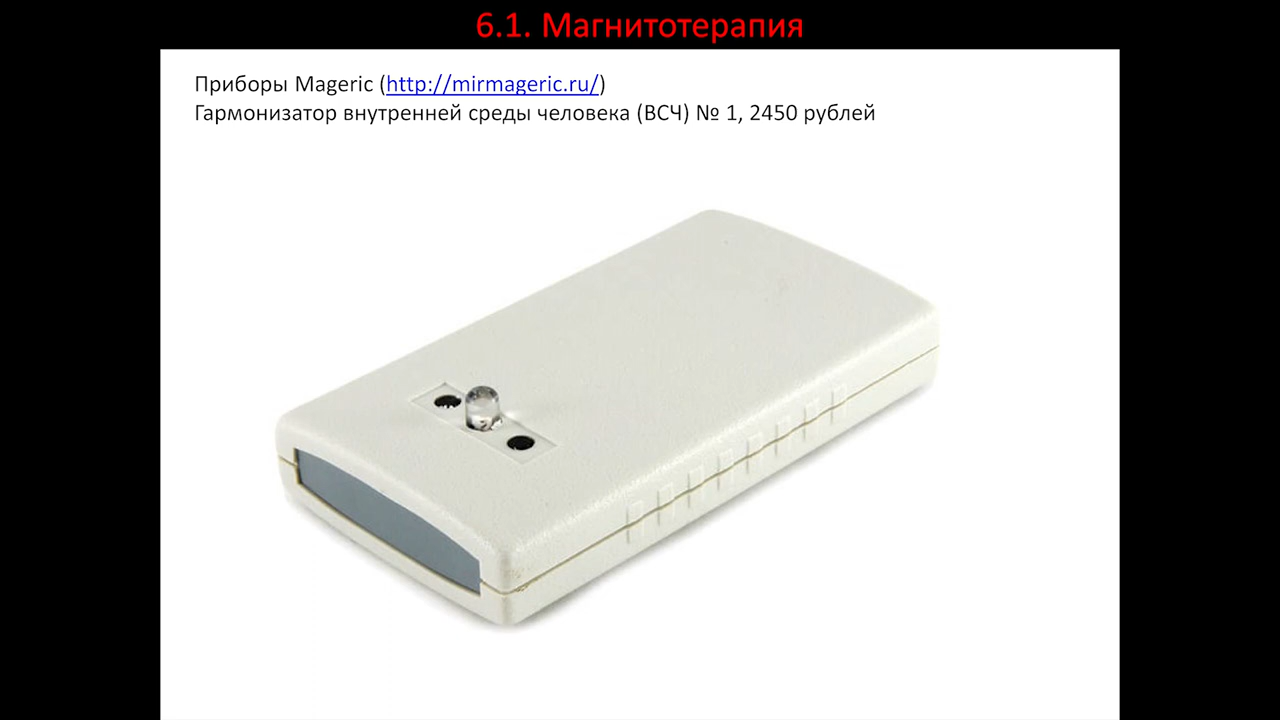 6.1. Магнитотерапия
Приборы Mageric (http://mirmageric.ru/)
Гармонизатор внутренней среды человека (ВСЧ) № 1, 2450 рублей